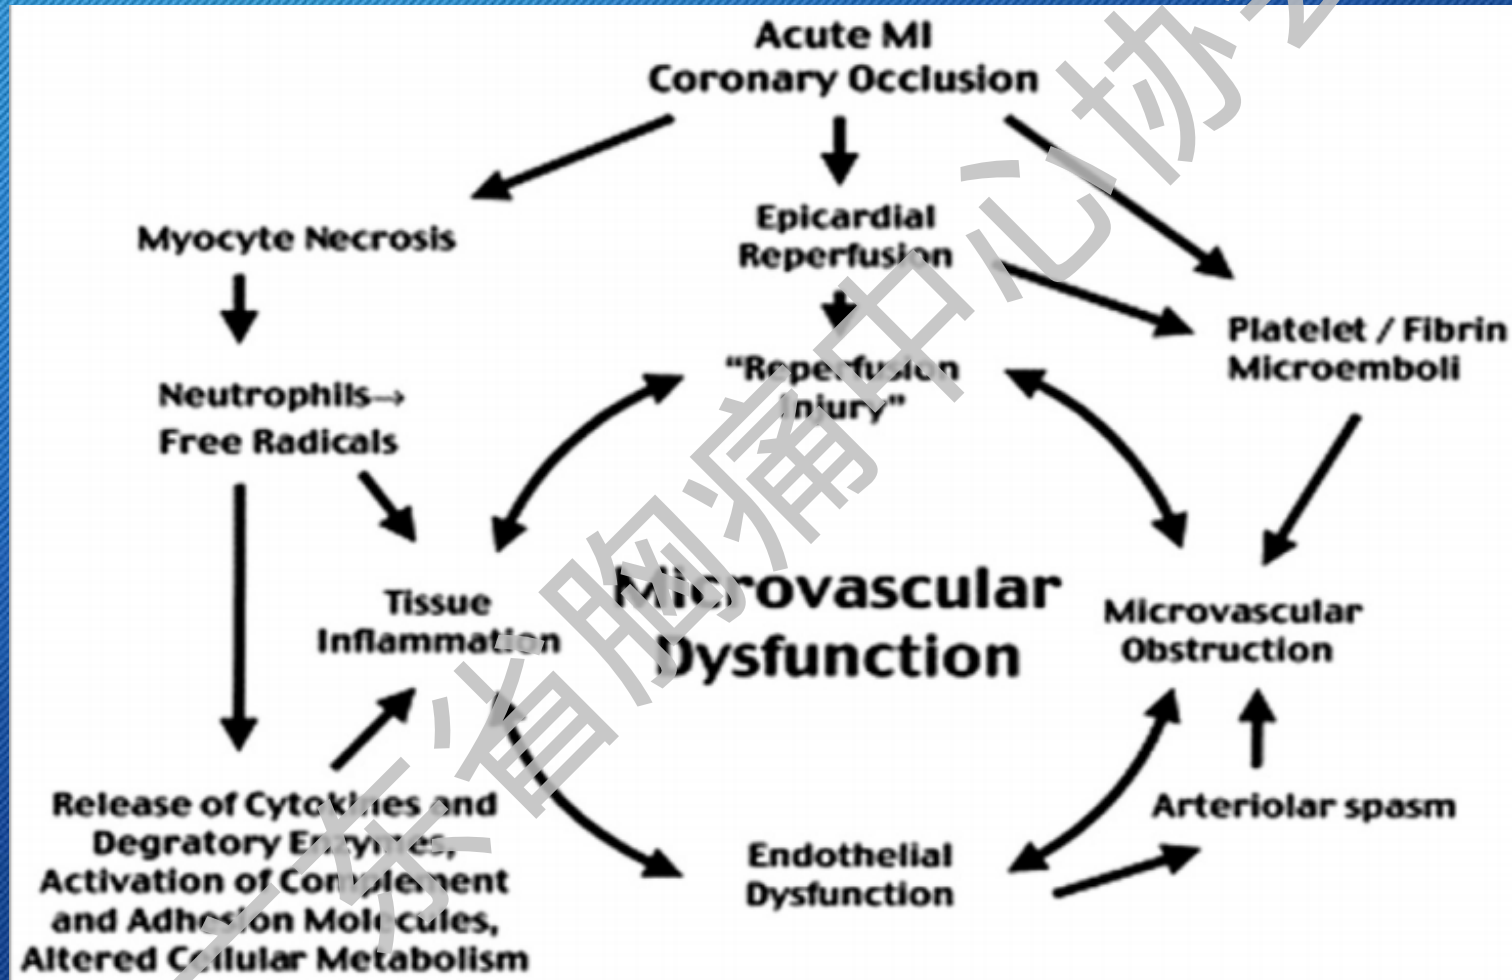 Acute MI
Coronary Occlusion
Myocyte Necrosis
Epicardial
Reperfusion
Platelet / Fibrin
Microemboli
"Reperfusion
Injury"
Neutrophils→
Free Radicals
Tissue
Inflammation
Microvascular
Dysfunction
Microvascular
Obstruction
Release of Cytokines and
Degratory Enzymes,
Activation of Complement
and Adhesion Molecules,
Altered Cellular Metabolism
Endothelial
Dysfunction
Arteriolar spasm
东省胸痛中心协